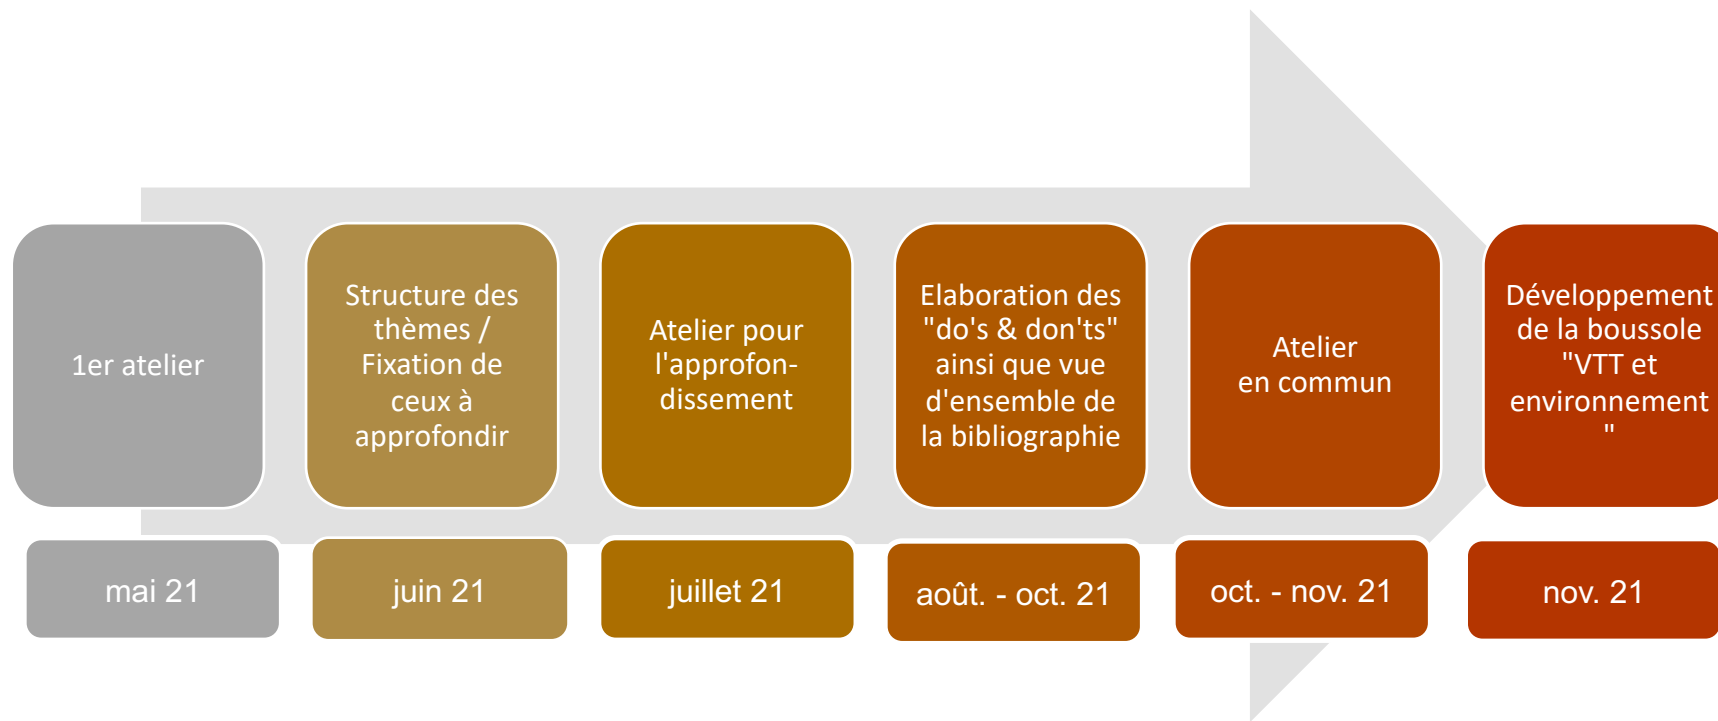 1er atelier
Structure des
thèmes /
Fixation de
ceux à
approfondir
Atelier pour
l'approfon-
dissement
Elaboration des
"do's & don'ts"
ainsi que vue
d'ensemble de
la bibliographie
Atelier
en commun
Développement
de la boussole
"VTT et
environnement
"
mai 21
juin 21
juillet 21
août. - oct. 21
oct. - nov. 21
nov. 21